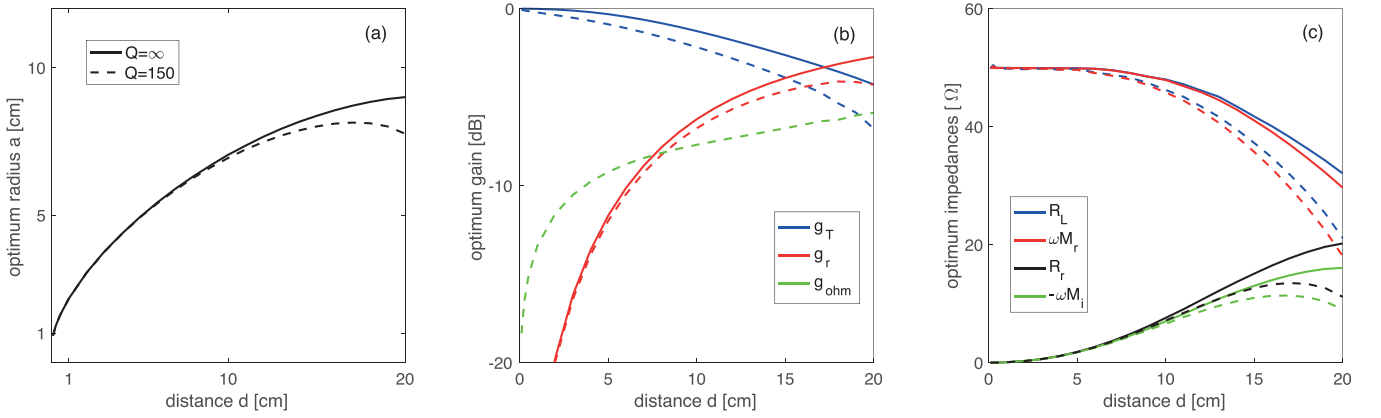 (a)
Q=∞
Q=150
10
5
1
1
10
20
optimum radius a [cm]
distance d [cm]
(b)
0
-10
-20
0
5
10
15
20
g_T
g_r
g_ohm
optimum gain [dB]
distance d [cm]
(c)
60
40
20
0
0
5
10
15
20
R_L
ωM_r
R_r
-ωM_i
optimum impedances [ Ω]
distance d [cm]